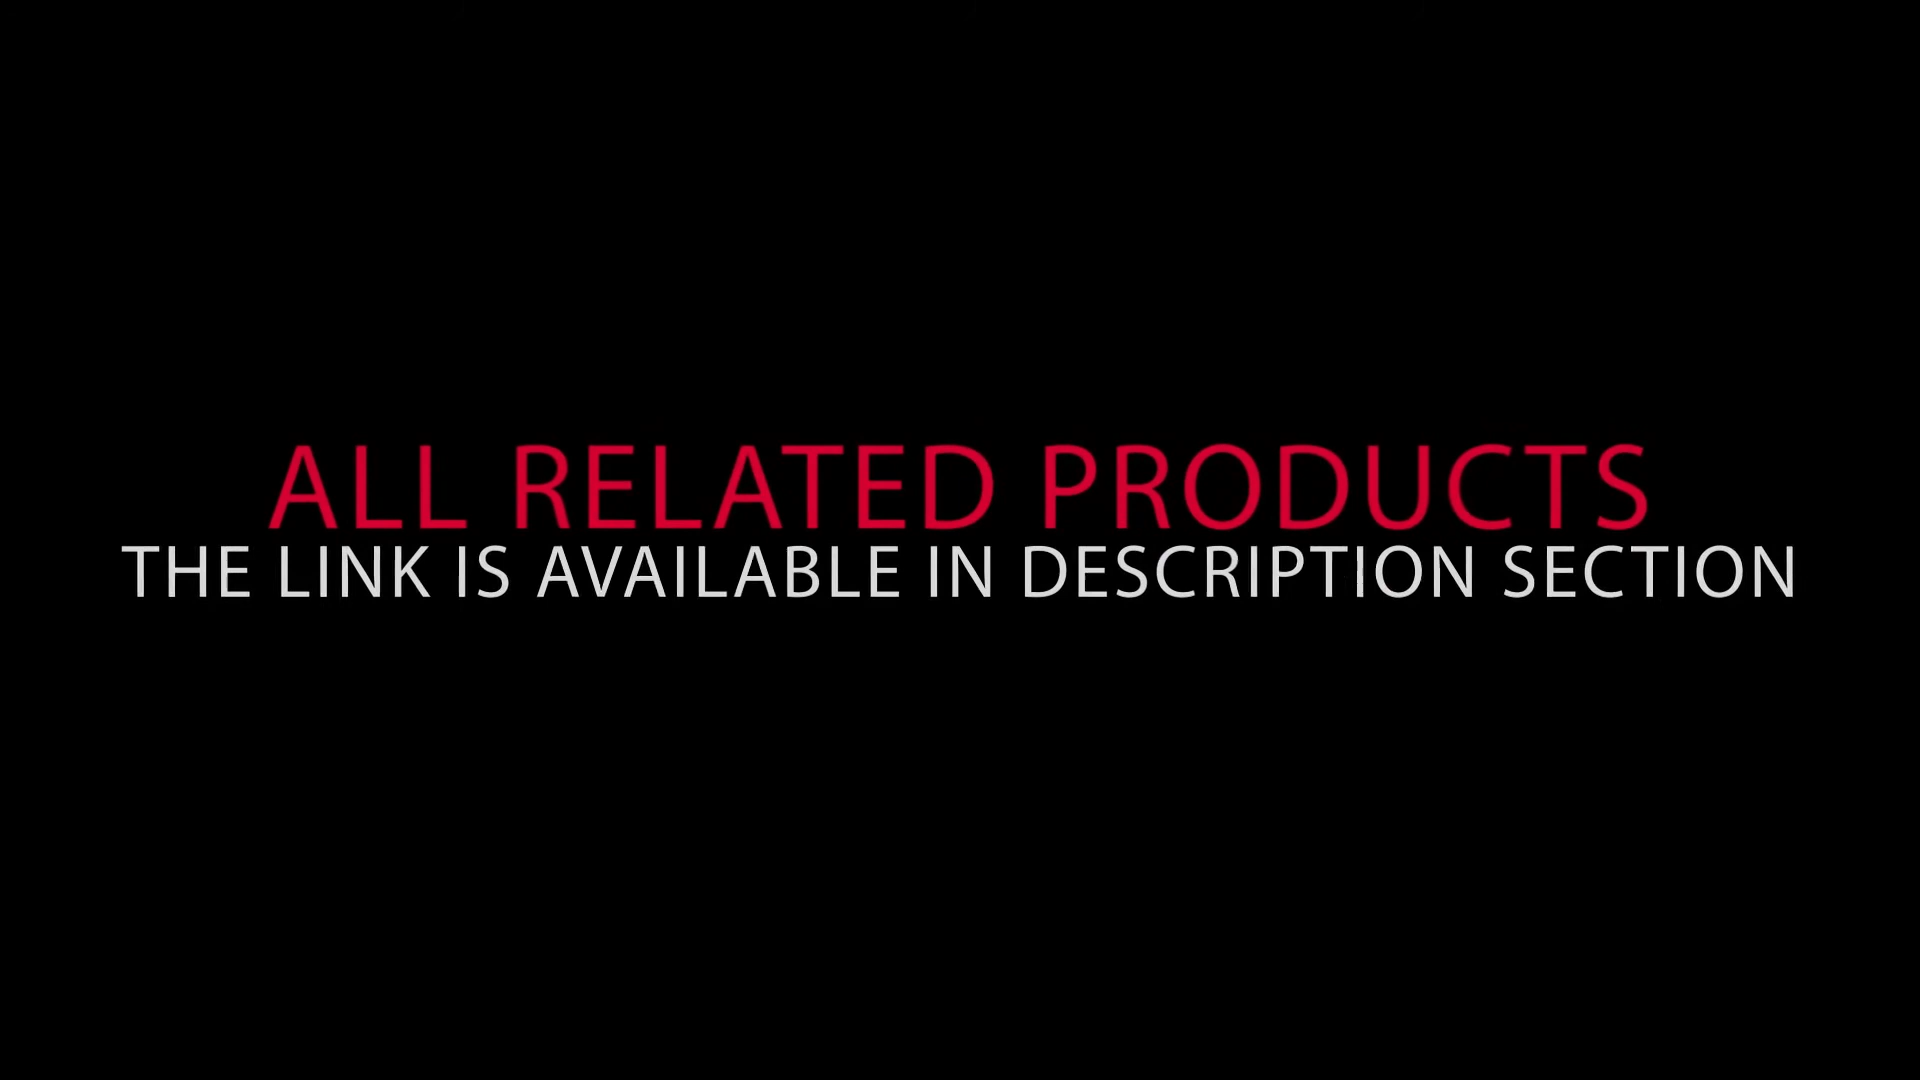 ALL RELATED PRODUCTS
THE LINK IS AVAILABLE IN DESCRIPTION SECTION